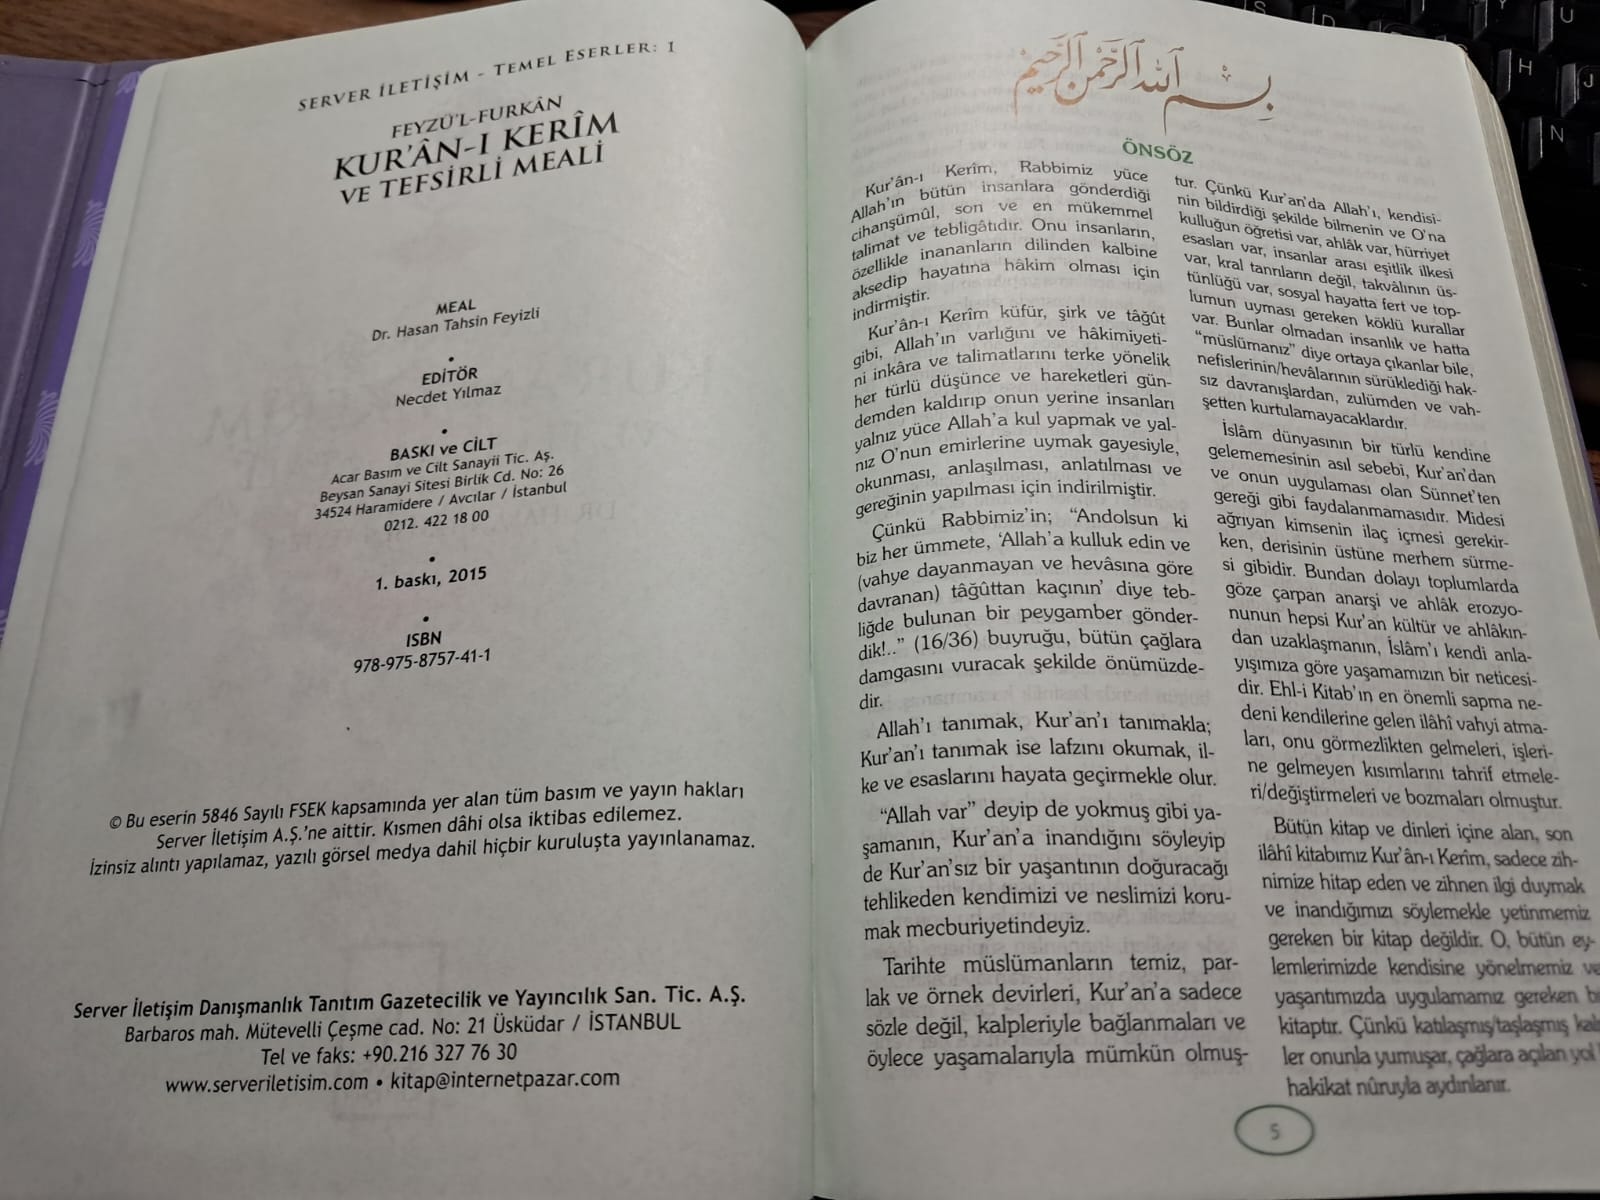 SERVER İLETİŞİM - TEMEL ESERLER: 1
FEYZÜ'L-FURKÂN
KUR'ÂN-I KERÎM
VE TEFSİRLİ MEALİ
MEAL
Dr. Hasan Tahsin Feyizli
•
EDİTÖR
Necdet Yılmaz
•
BASKI ve CİLT
Acar Basım ve Cilt Sanayii Tic. Aş.
Beysan Sanayi Sitesi Birlik Cd. No: 26
34524 Haramidere / Avcılar / İstanbul
0212. 422 18 00
•
1. baskı, 2015
•
ISBN
978-975-8757-41-1
© Bu eserin 5846 Sayılı FSEK kapsamında yer alan tüm basım ve yayın hakları
Server İletişim A.Ş.'ne aittir. Kısmen dâhi olsa iktibas edilemez.
İzinsiz alıntı yapılamaz, yazılı görsel medya dahil hiçbir kuruluşta yayınlanamaz.
Server İletişim Danışmanlık Tanıtım Gazetecilik ve Yayıncılık San. Tic. A.Ş.
Barbaros mah. Mütevelli Çeşme cad. No: 21 Üsküdar / İSTANBUL
Tel ve faks: +90.216 327 76 30
www.serveriletisim.com • kitap@internetpazar.com
بِسْمِ اللهِ الرَّحْمٰنِ الرَّحِيمِ
ÖNSÖZ
Kur'ân-ı Kerîm, Rabbimiz yüce
Allah'ın bütün insanlara gönderdiği
cihanşümûl, son ve en mükemmel
talimat ve tebligâtıdır. Onu insanların,
özellikle inananların dilinden kalbine
aksedip hayatına hâkim olması için
indirmiştir.
Kur'ân-ı Kerîm küfür, şirk ve tâğût
gibi, Allah'ın varlığını ve hâkimiyeti-
ni inkâra ve talimatlarını terke yönelik
her türlü düşünce ve hareketleri gün-
demden kaldırıp onun yerine insanları
yalnız yüce Allah'a kul yapmak ve yal-
nız O'nun emirlerine uymak gayesiyle,
okunması, anlaşılması, anlatılması ve
gereğinin yapılması için indirilmiştir.
Çünkü Rabbimiz'in; "Andolsun ki
biz her ümmete, 'Allah'a kulluk edin ve
(vahye dayanmayan ve hevâsına göre
davranan) tâğûttan kaçının' diye teb-
liğde bulunan bir peygamber gönder-
dik!.." (16/36) buyruğu, bütün çağlara
damgasını vuracak şekilde önümüzde-
dir.
Allah'ı tanımak, Kur'an'ı tanımakla;
Kur'an'ı tanımak ise lafzını okumak, il-
ke ve esaslarını hayata geçirmekle olur.
"Allah var" deyip de yokmuş gibi ya-
şamanın, Kur'an'a inandığını söyleyip
de Kur'an'sız bir yaşantının doğuracağı
tehlikeden kendimizi ve neslimizi koru-
mak mecburiyetindeyiz.
Tarihte müslümanların temiz, par-
lak ve örnek devirleri, Kur'an'a sadece
sözle değil, kalpleriyle bağlanmaları ve
öylece yaşamalarıyla mümkün olmuş-
tur. Çünkü Kur'an'da Allah'ı, kendisi-
nin bildirdiği şekilde bilmenin ve O'na
kulluğun öğretisi var, ahlâk var, hürriyet
esasları var, insanlar arası eşitlik ilkesi
var, kral tanrıların değil, takvâlının üs-
tünlüğü var, sosyal hayatta fert ve top-
lumun uyması gereken köklü kurallar
var. Bunlar olmadan insanlık ve hatta
"müslümanız" diye ortaya çıkanlar bile,
nefislerinin/hevâlarının sürüklediği hak-
sız davranışlardan, zulümden ve vah-
şetten kurtulamayacaklardır.
İslâm dünyasının bir türlü kendine
gelememesinin asıl sebebi, Kur'an'dan
ve onun uygulaması olan Sünnet'ten
gereği gibi faydalanmamasıdır. Midesi
ağrıyan kimsenin ilaç içmesi gerekir-
ken, derisinin üstüne merhem sürme-
si gibidir. Bundan dolayı toplumlarda
göze çarpan anarşi ve ahlâk erozyo-
nunun hepsi Kur'an kültür ve ahlâkın-
dan uzaklaşmanın, İslâm'ı kendi anla-
yışımıza göre yaşamamızın bir neticesi-
dir. Ehl-i Kitab'ın en önemli sapma ne-
deni kendilerine gelen ilâhî vahyi atma-
ları, onu görmezlikten gelmeleri, işleri-
ne gelmeyen kısımlarını tahrif etmele-
ri/değiştirmeleri ve bozmaları olmuştur.
Bütün kitap ve dinleri içine alan, son
ilâhî kitabımız Kur'ân-ı Kerîm, sadece zih-
nimize hitap eden ve zihnen ilgi duymak
ve inandığımızı söylemekle yetinmemiz
gereken bir kitap değildir. O, bütün ey-
lemlerimizde kendisine yönelmemiz ve
yaşantımızda uygulamamız gereken
kitaptır. Çünkü katılaşmış/taşlaşmış
ler onunla yumuşar, çağlara açılan yol
hakikat nûruyla aydınlanır.
5